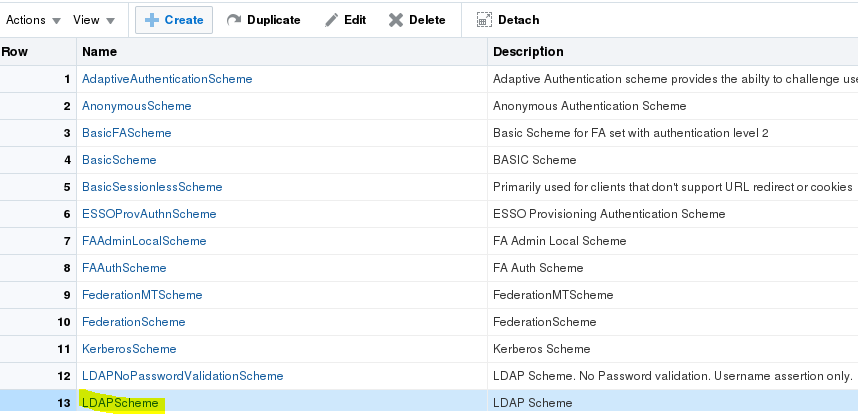 Actions View Create Duplicate Edit Delete Detach
Row Name Description
1 AdaptiveAuthenticationScheme Adaptive Authentication scheme provides the abilty to challenge use
2 AnonymousScheme Anonymous Authentication Scheme
3 BasicFAScheme Basic Scheme for FA set with authentication level 2
4 BasicScheme BASIC Scheme
5 BasicSessionlessScheme Primarily used for clients that don't support URL redirect or cookies
6 ESSOProvAuthnScheme ESSO Provisioning Authentication Scheme
7 FAAdminLocalScheme FA Admin Local Scheme
8 FAAuthScheme FA Auth Scheme
9 FederationMTScheme FederationMTScheme
10 FederationScheme FederationScheme
11 KerberosScheme Kerberos Scheme
12 LDAPNoPasswordValidationScheme LDAP Scheme. No Password validation. Username assertion only.
13 LDAPScheme LDAP Scheme